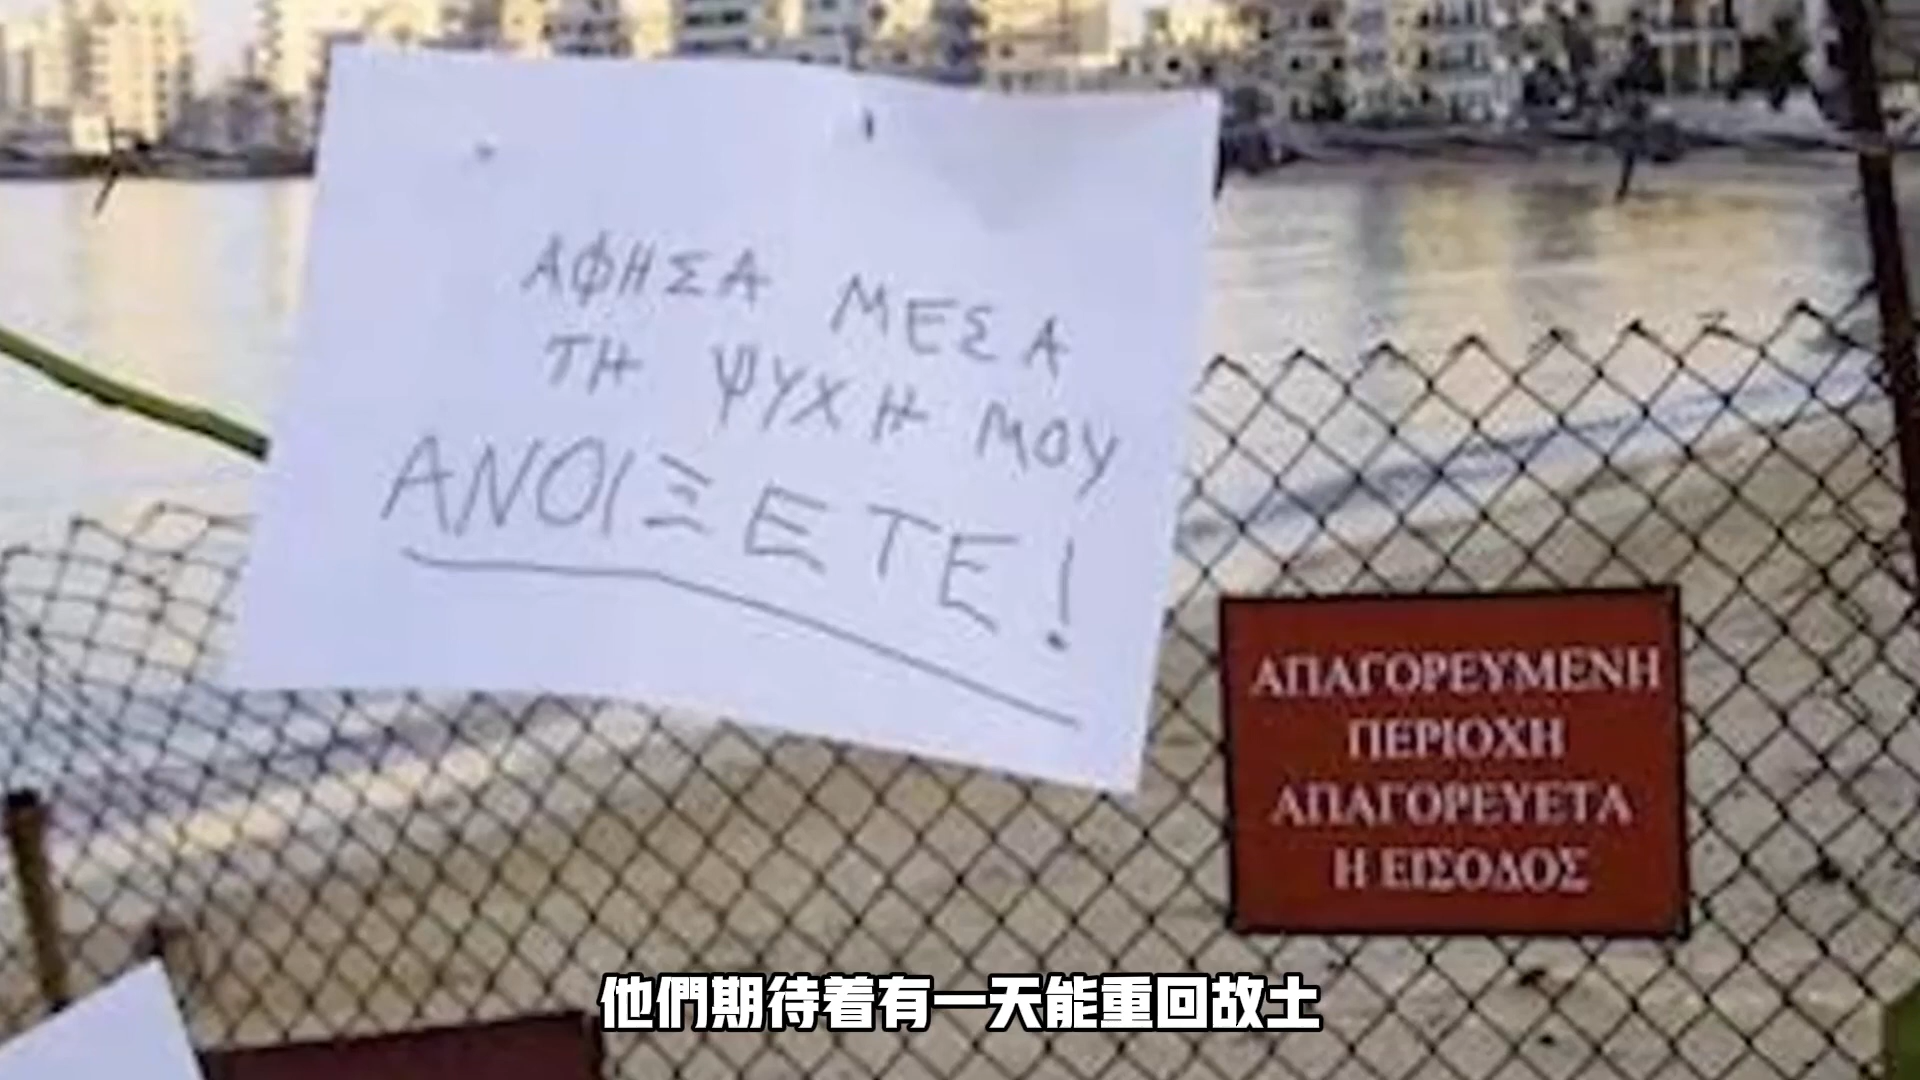 ΑΦΗΣΑ ΜΕΣΑ
ΤΗ ΨΥΧΗ ΜΟΥ
ΑΝΟΙΞΕΤΕ!
ΑΠΑΓΟΡΕΥΜΕΝΗ
ΠΕΡΙΟΧΗ
ΑΠΑΓΟΡΕΥΕΤΑ
Η ΕΙΣΟΔΟΣ
他們期待着有一天能重回故土